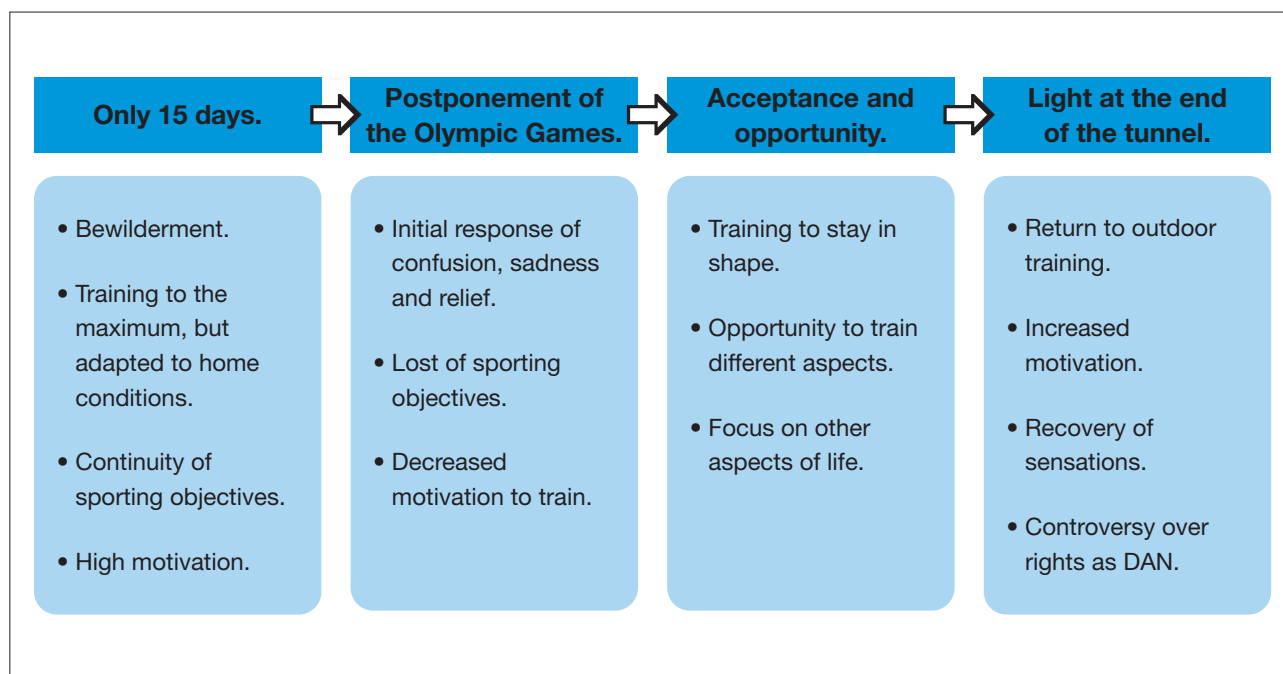 Only 15 days.
Postponement of
the Olympic Games.
Acceptance and
opportunity.
Light at the end
of the tunnel.
• Bewilderment.
• Training to the
maximum, but
adapted to home
conditions.
• Continuity of
sporting objectives.
• High motivation.
• Initial response of
confusion, sadness
and relief.
• Lost of sporting
objectives.
• Decreased
motivation to train.
• Training to stay in
shape.
• Opportunity to train
different aspects.
• Focus on other
aspects of life.
• Return to outdoor
training.
• Increased
motivation.
• Recovery of
sensations.
• Controversy over
rights as DAN.